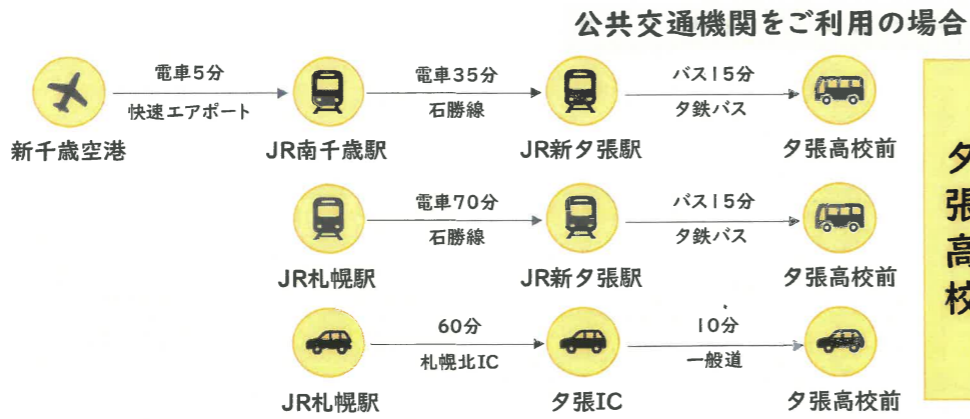 公共交通機関をご利用の場合
電車5分
電車35分
バス15分
快速エアポート
石勝線
夕鉄バス
新千歳空港
JR南千歳駅
JR新夕張駅
夕張高校前
電車70分
バス15分
石勝線
夕鉄バス
JR札幌駅
JR新夕張駅
夕張高校前
60分
10分
札幌北IC
一般道
JR札幌駅
夕張IC
夕張高校前
夕張高校